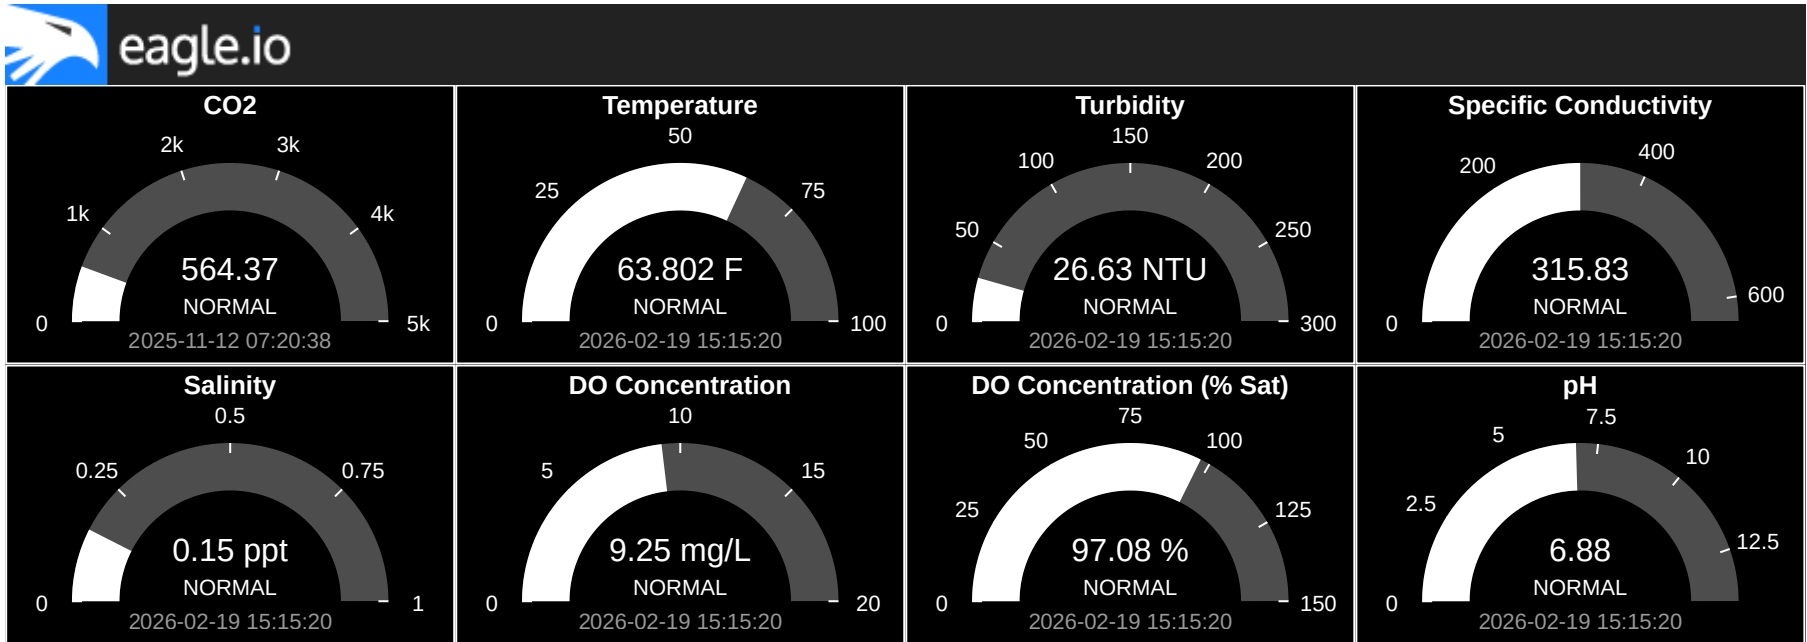 eagle.io
CO2
0
1k
2k
3k
4k
5k
564.37
NORMAL
2025-11-12 07:20:38
Temperature
0
25
50
75
100
63.802 F
NORMAL
2026-02-19 15:15:20
Turbidity
0
50
100
150
200
250
300
26.63 NTU
NORMAL
2026-02-19 15:15:20
Specific Conductivity
0
200
400
600
315.83
NORMAL
2026-02-19 15:15:20
Salinity
0
0.25
0.5
0.75
1
0.15 ppt
NORMAL
2026-02-19 15:15:20
DO Concentration
0
5
10
15
20
9.25 mg/L
NORMAL
2026-02-19 15:15:20
DO Concentration (% Sat)
0
25
50
75
100
125
150
97.08 %
NORMAL
2026-02-19 15:15:20
pH
0
2.5
5
7.5
10
12.5
6.88
NORMAL
2026-02-19 15:15:20